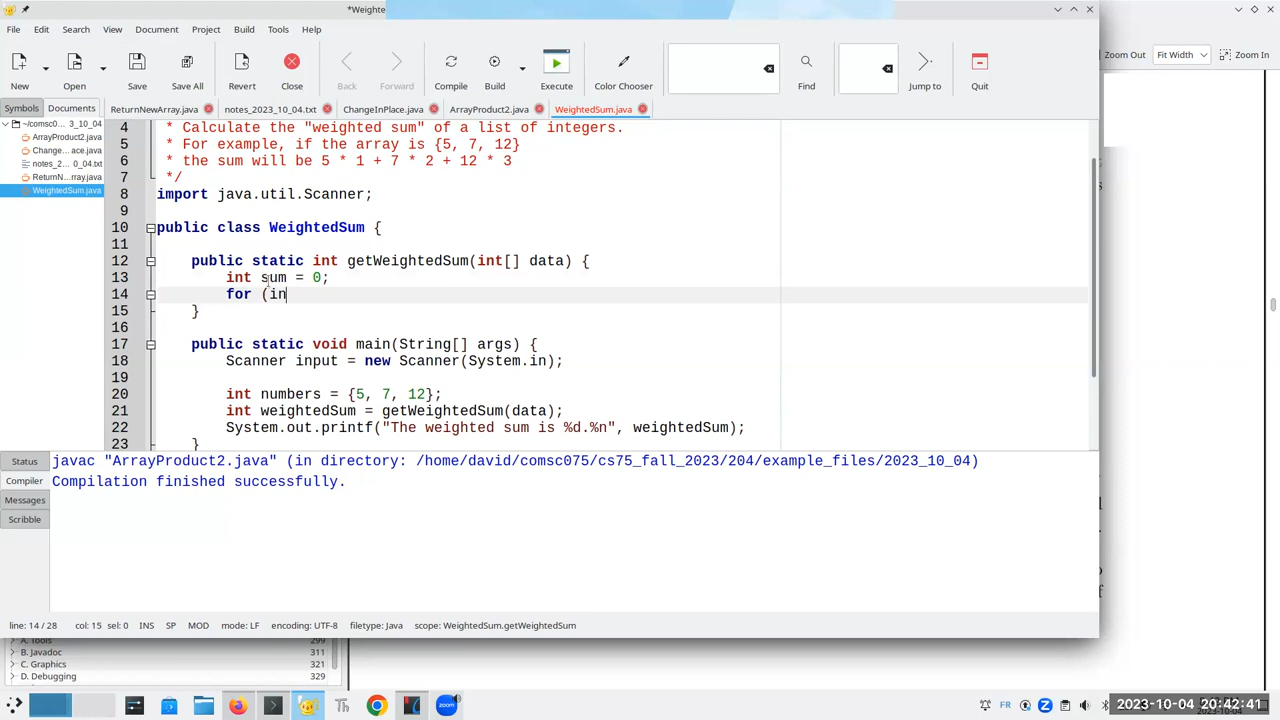 *Weighte
File Edit Search View Document Project Build Tools Help
Zoom Out Fit Width Zoom In
New Open Save Save All Revert Close Back Forward Compile Build Execute Color Chooser Find Jump to Quit
Symbols Documents ReturnNewArray.java notes_2023_10_04.txt ChangeInPlace.java ArrayProduct2.java WeightedSum.java
~/comsc0... 3_10_04
ArrayProduct2.java
Change...ace.java
notes_2... 0_04.txt
ReturnN...rray.java
WeightedSum.java
4 * Calculate the "weighted sum" of a list of integers.
5 * For example, if the array is {5, 7, 12}
6 * the sum will be 5 * 1 + 7 * 2 + 12 * 3
7 */
8 import java.util.Scanner;
9
10 public class WeightedSum {
11
12 public static int getWeightedSum(int[] data) {
13 int sum = 0;
14 for (in
15 }
16
17 public static void main(String[] args) {
18 Scanner input = new Scanner(System.in);
19
20 int numbers = {5, 7, 12};
21 int weightedSum = getWeightedSum(data);
22 System.out.printf("The weighted sum is %d.%n", weightedSum);
23 }
Status
Compiler
Messages
Scribble
javac "ArrayProduct2.java" (in directory: /home/david/comsc075/cs75_fall_2023/204/example_files/2023_10_04)
Compilation finished successfully.
line: 14 / 28 col: 15 sel: 0 INS SP MOD mode: LF encoding: UTF-8 filetype: Java scope: WeightedSum.getWeightedSum
A. Tools 299
B. Javadoc 311
C. Graphics 321
D. Debugging 329
zoom
FR
2023-10-04 20:42:41